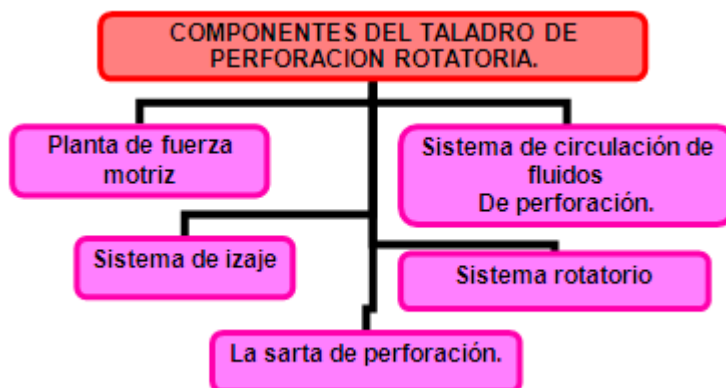 COMPONENTES DEL TALADRO DE
PERFORACION ROTATORIA.
Planta de fuerza
motriz
Sistema de circulación de
fluidos
De perforación.
Sistema de izaje
Sistema rotatorio
La sarta de perforación.